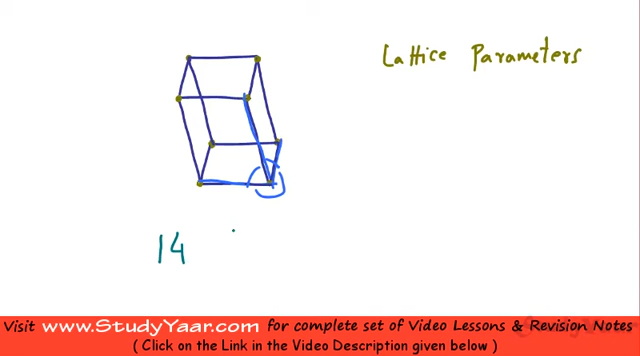 Lattice Parameters
14
Visit www.StudyYaar.com for complete set of Video Lessons & Revision Notes
( Click on the Link in the Video Description given below )